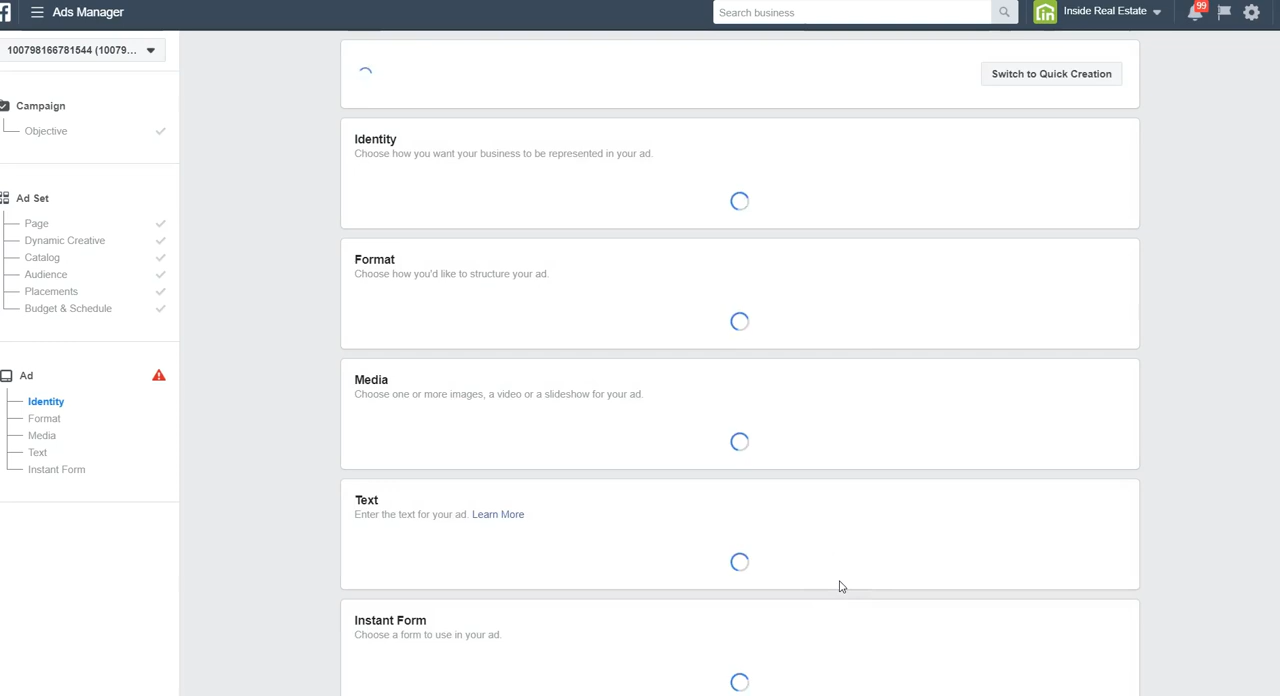 f Ads Manager
Search business
in
Inside Real Estate
99
100798166781544 (10079...
Switch to Quick Creation
Campaign
Objective
Ad Set
Page
Dynamic Creative
Catalog
Audience
Placements
Budget & Schedule
Ad
Identity
Format
Media
Text
Instant Form
Identity
Choose how you want your business to be represented in your ad.
Format
Choose how you'd like to structure your ad.
Media
Choose one or more images, a video or a slideshow for your ad.
Text
Enter the text for your ad. Learn More
Instant Form
Choose a form to use in your ad.